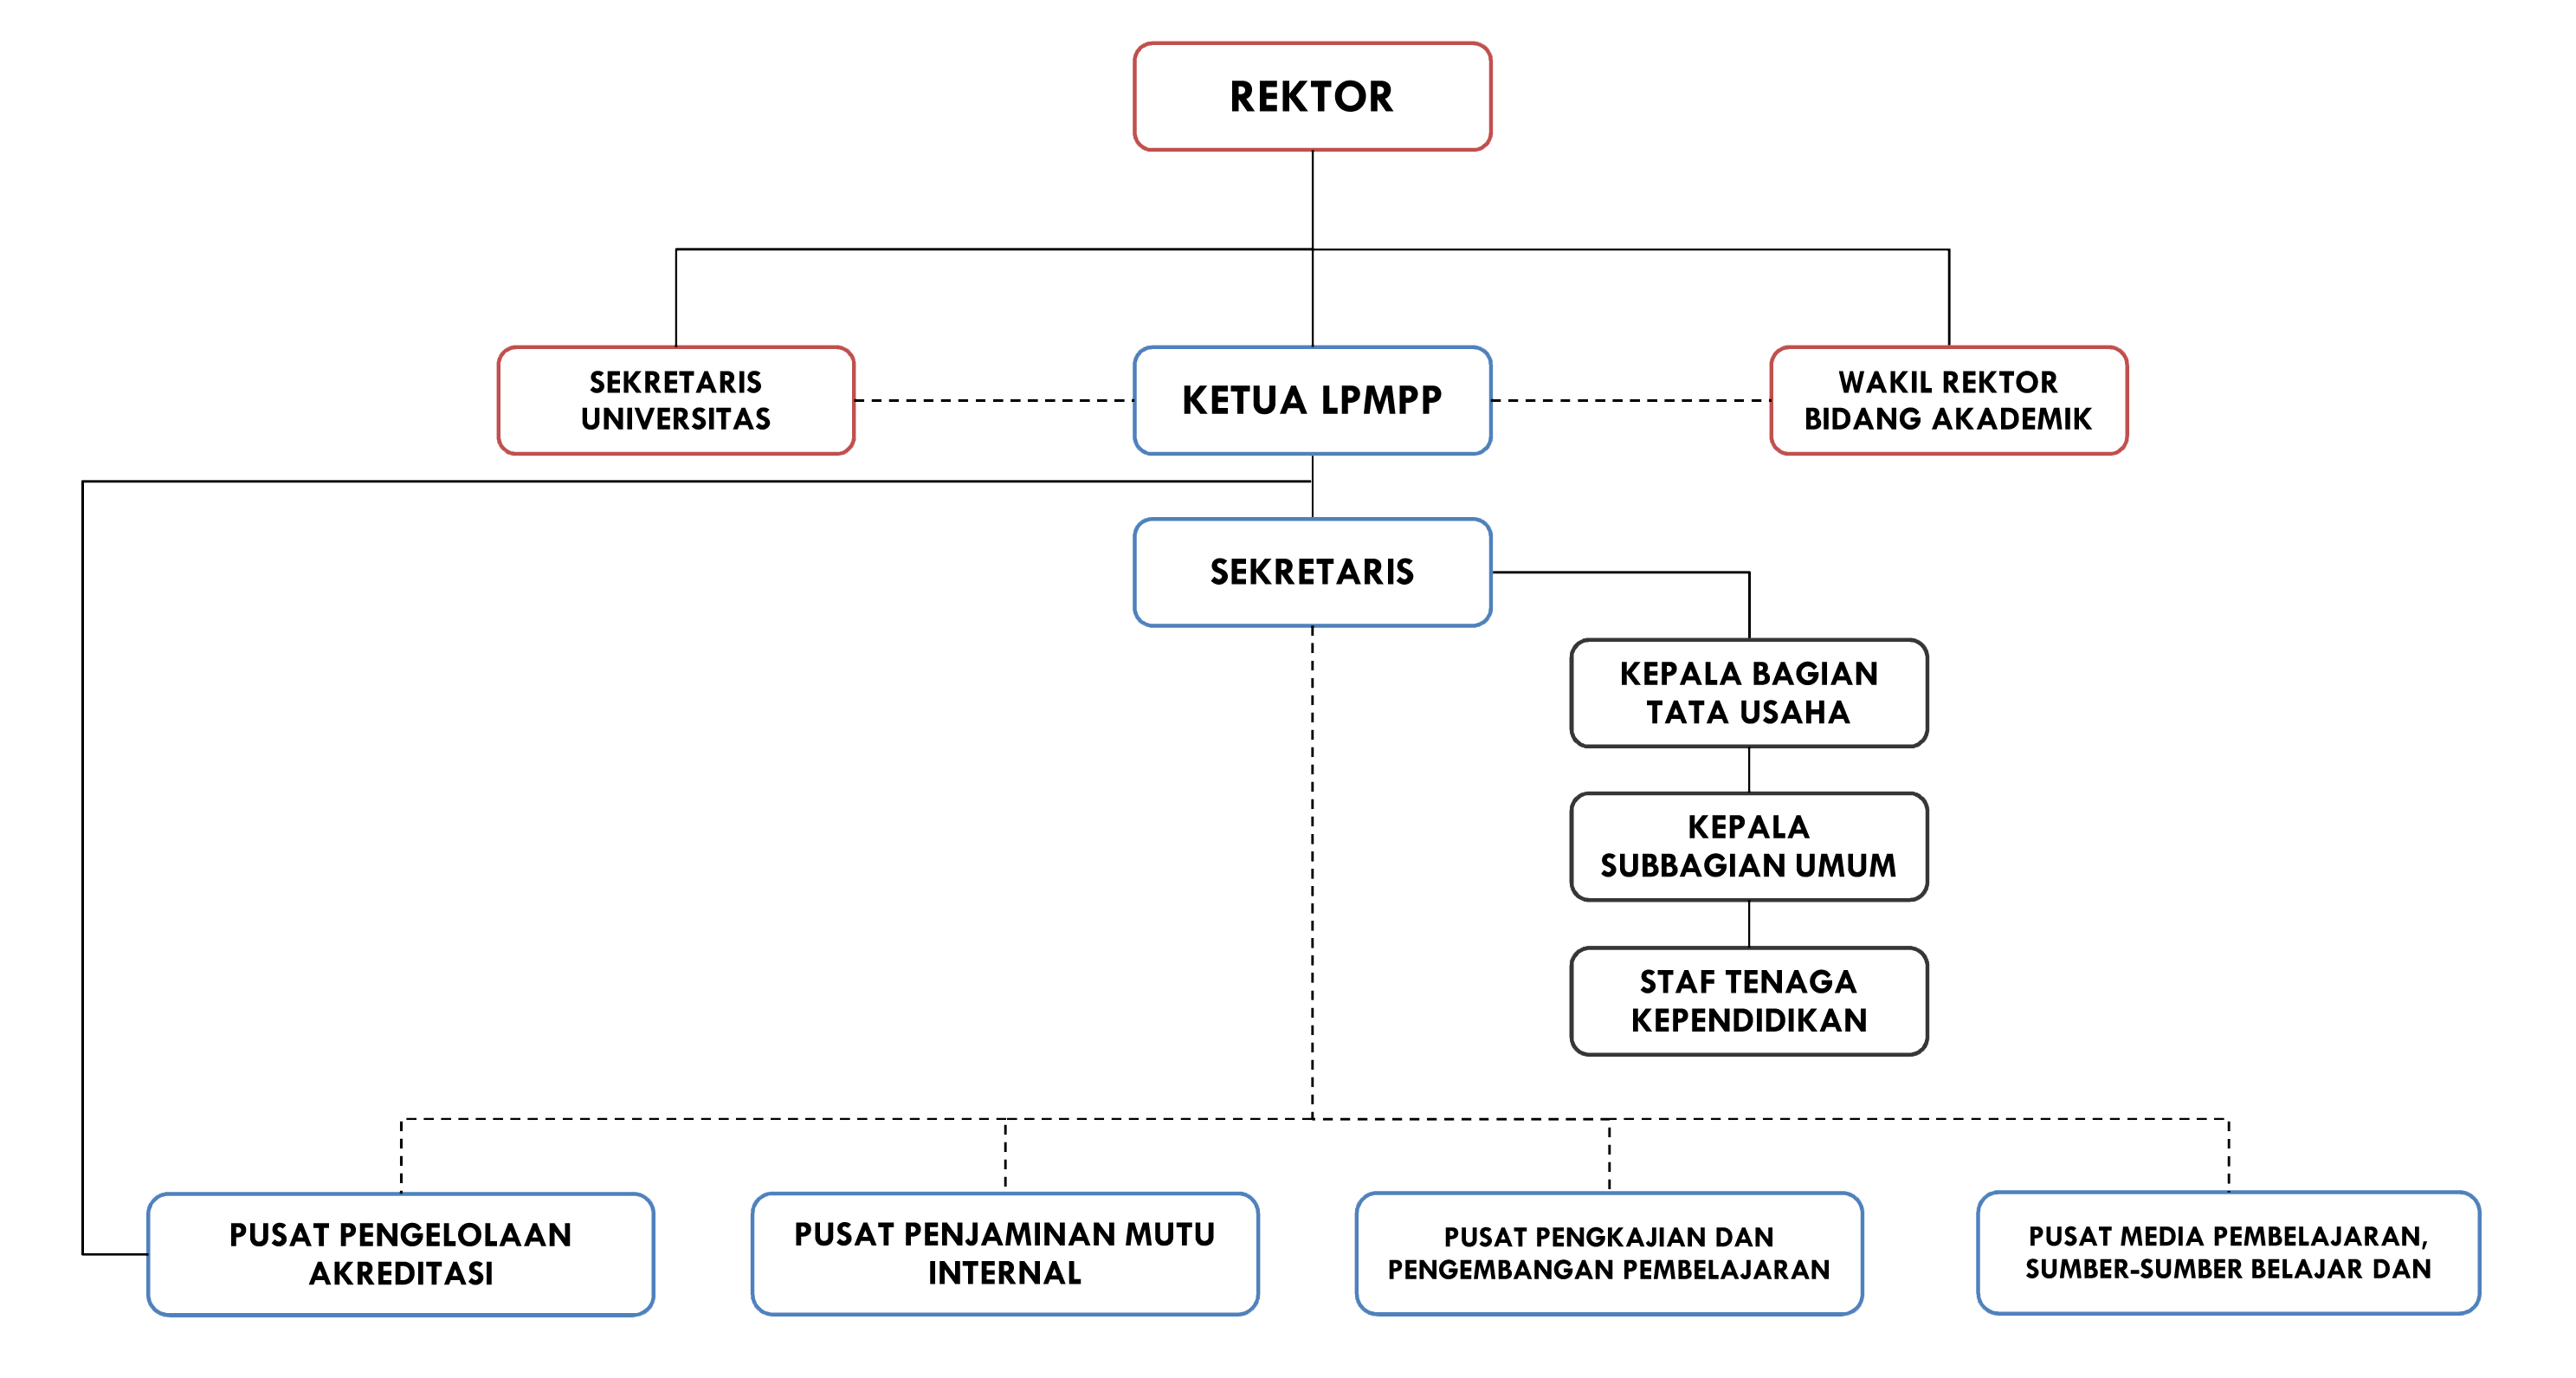 REKTOR
SEKRETARIS
UNIVERSITAS
KETUA LPMPP
WAKIL REKTOR
BIDANG AKADEMIK
SEKRETARIS
KEPALA BAGIAN
TATA USAHA
KEPALA
SUBBAGIAN UMUM
STAF TENAGA
KEPENDIDIKAN
PUSAT PENGELOLAAN
AKREDITASI
PUSAT PENJAMINAN MUTU
INTERNAL
PUSAT PENGKAJIAN DAN
PENGEMBANGAN PEMBELAJARAN
PUSAT MEDIA PEMBELAJARAN,
SUMBER-SUMBER BELAJAR DAN